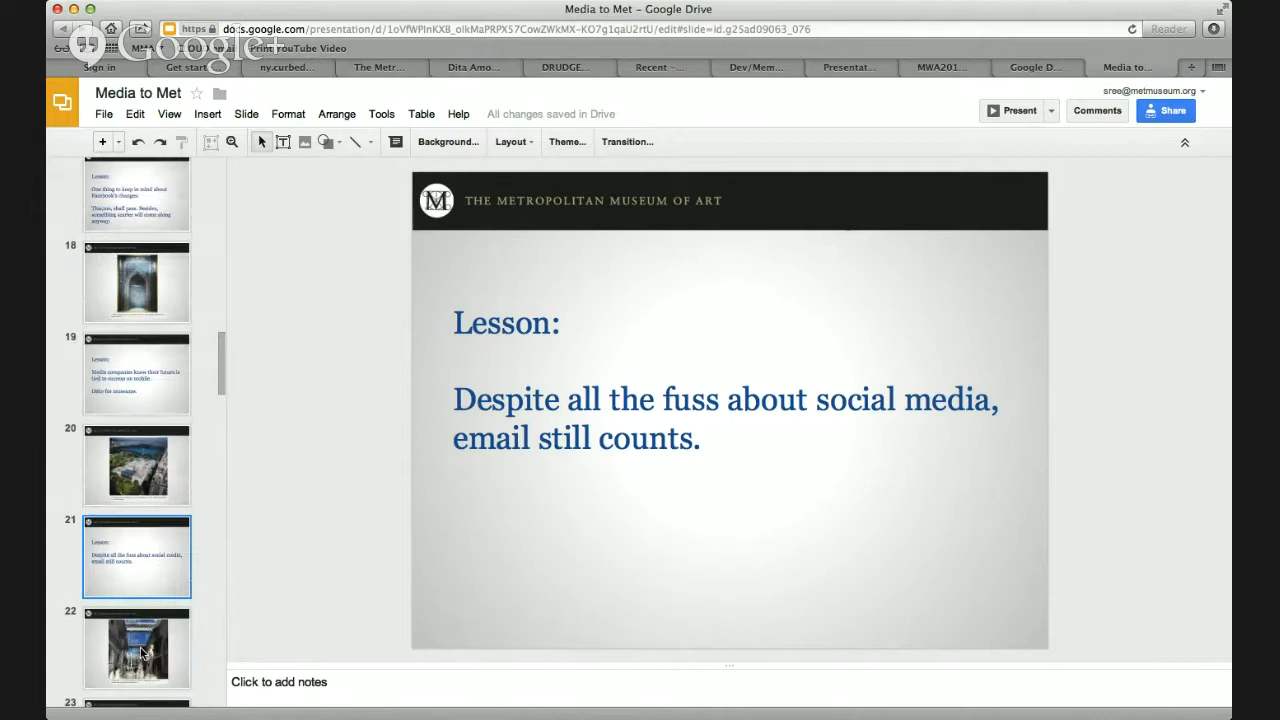 Media to Met – Google Drive
https docs.google.com/presentation/d/1oVfWPlnKX8_olkMaPRPX57CowZWkMX-KO7g1qaU2rtU/edit#slide=id.g25ad09063_076
Reader
Google+
MMA
Print YouTube Video
Sign in
Get start
ny.curbed...
The Metr...
Dita Amo...
DRUDGE...
Recent –...
Dev/Mem...
Presentat...
MWA201...
Google D...
Media to...
Media to Met
sree@metmuseum.org
File Edit View Insert Slide Format Arrange Tools Table Help All changes saved in Drive
Present
Comments
Share
Background...
Layout
Theme...
Transition...
Lesson:
One thing to keep in mind about
Facebook's changes.
This, too, shall pass. Besides,
something smarter will come along
anyway.
18
19
Lesson:
Media companies know their future is
tied to success on mobile.
Ditto for museums.
20
21
Lesson:
Despite all the fuss about social media,
email still counts.
22
23
M
THE METROPOLITAN MUSEUM OF ART
Lesson:
Despite all the fuss about social media,
email still counts.
Click to add notes